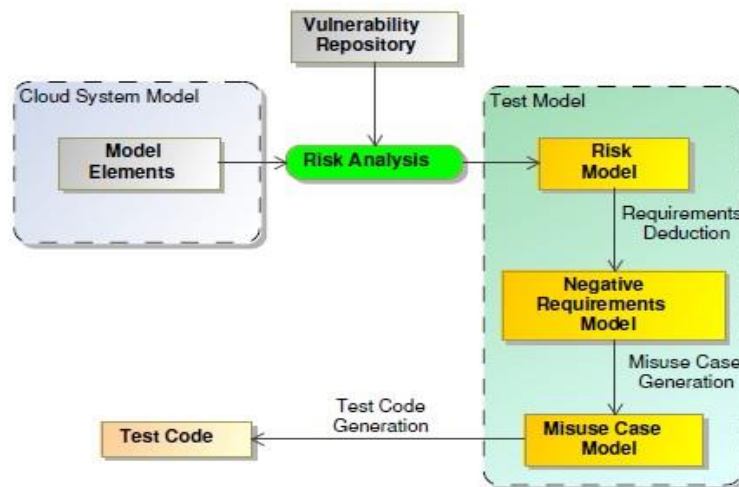 Vulnerability
Repository
Cloud System Model
Model
Elements
Risk Analysis
Test Model
Risk
Model
Requirements
Deduction
Negative
Requirements
Model
Misuse Case
Generation
Misuse Case
Model
Test Code
Generation
Test Code